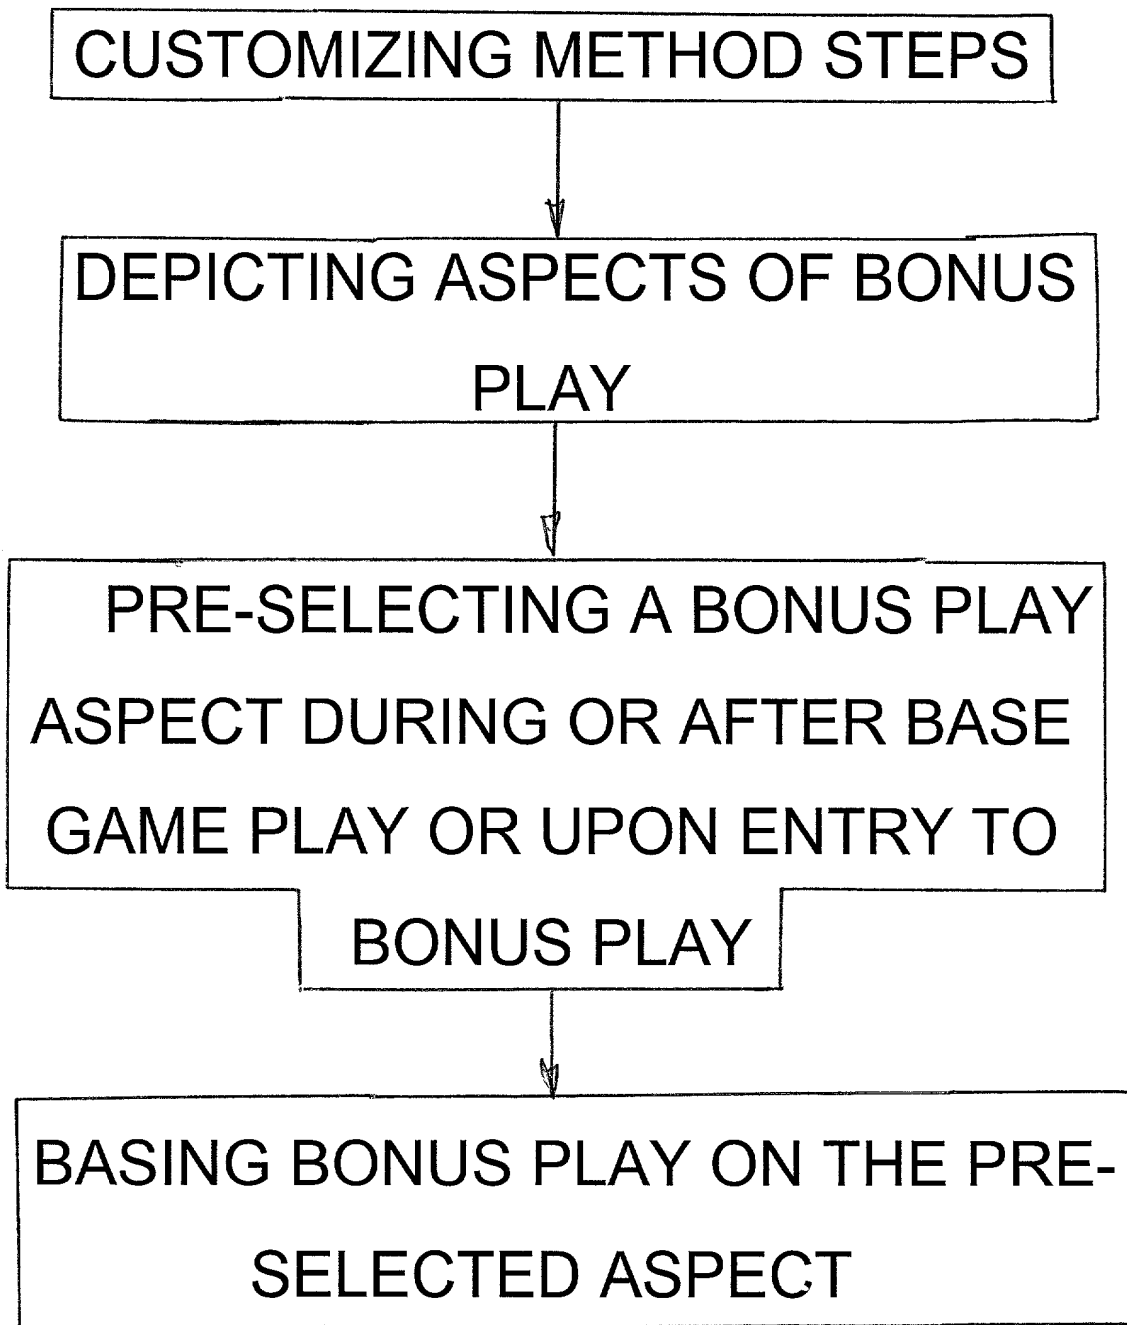 CUSTOMIZING METHOD STEPS
DEPICTING ASPECTS OF BONUS
PLAY
PRE-SELECTING A BONUS PLAY
ASPECT DURING OR AFTER BASE
GAME PLAY OR UPON ENTRY TO
BONUS PLAY
BASING BONUS PLAY ON THE PRE-
SELECTED ASPECT